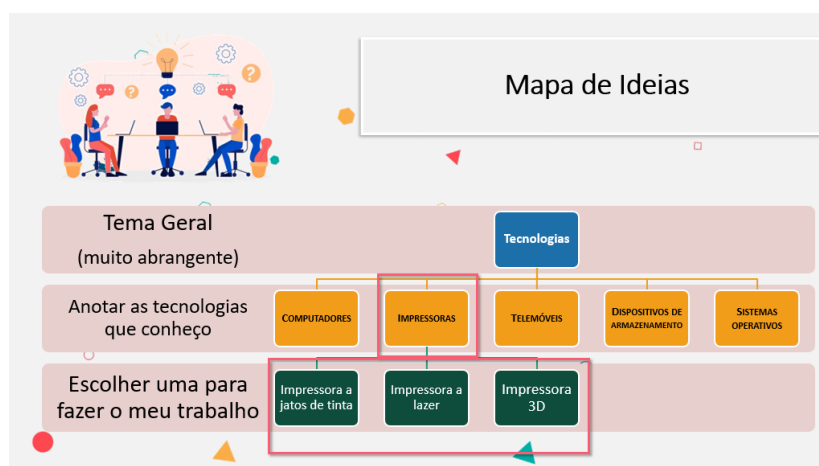 Mapa de Ideias
Tema Geral
(muito abrangente)
Tecnologias
Anotar as tecnologias
que conheço
COMPUTADORES
IMPRESSORAS
TELEMÓVEIS
DISPOSITIVOS DE
ARMAZENAMENTO
SISTEMAS
OPERATIVOS
Escolher uma para
fazer o meu trabalho
Impressora a
jatos de tinta
Impressora a
lazer
Impressora
3D